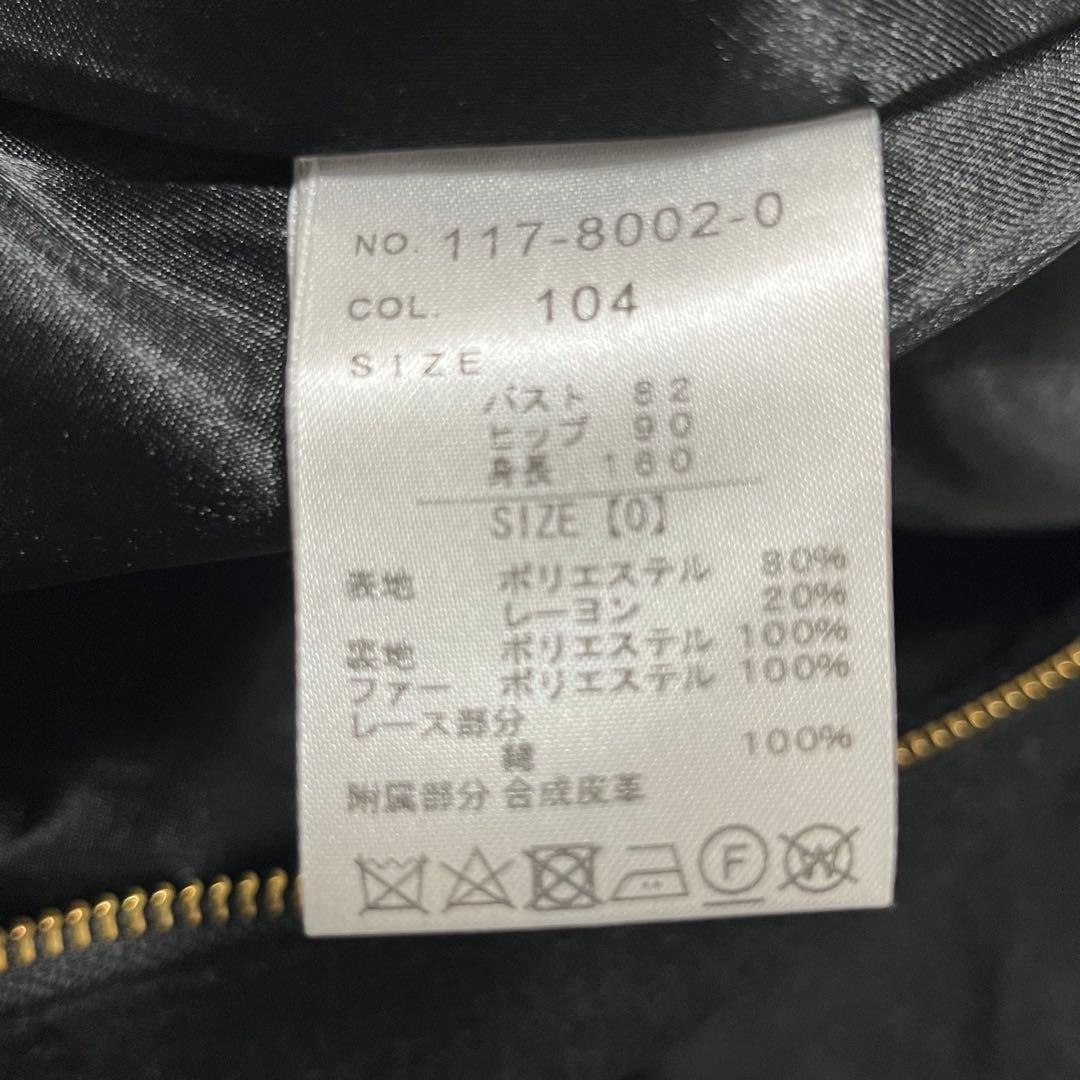 NO. 117-8002-0
COL. 104
SIZE
バスト 82
ヒップ 90
身長 160
SIZE【0】
表地 ポリエステル 80%
レーヨン 20%
裏地 ポリエステル 100%
ファー ポリエステル 100%
レース部分
綿 100%
附属部分 合成皮革
F
W